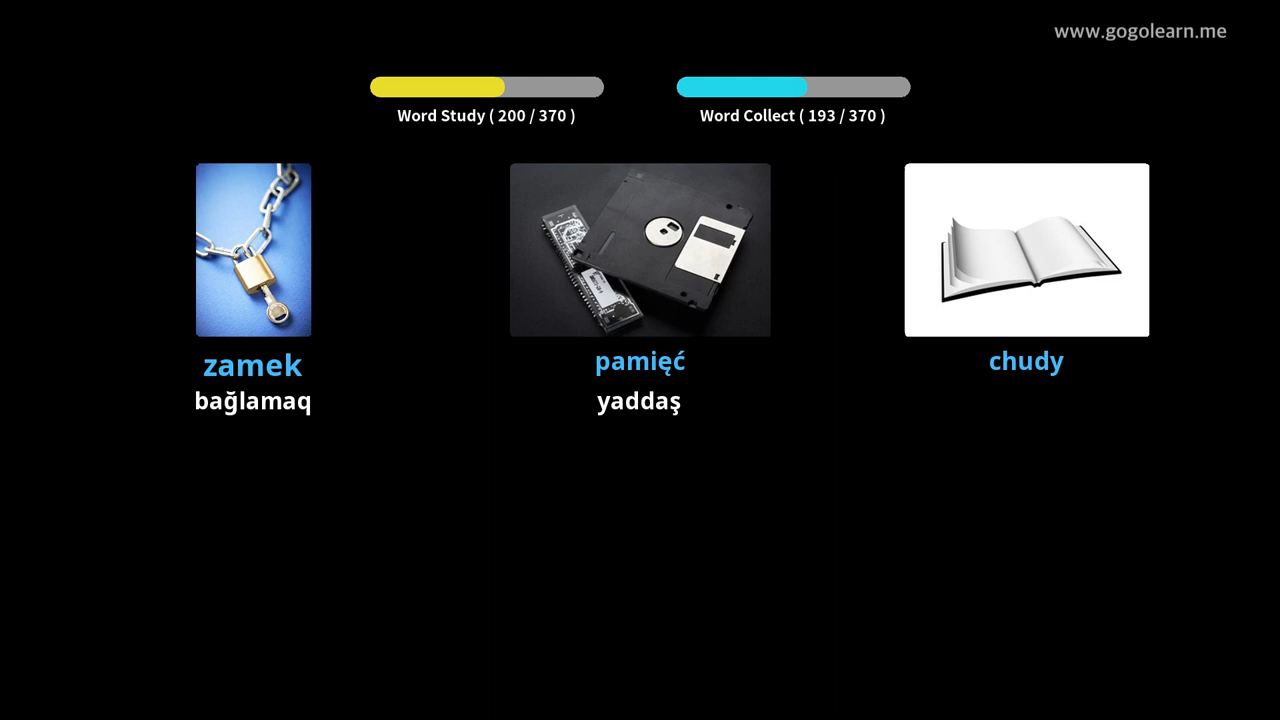 www.gogolearn.me
Word Study ( 200 / 370 )
Word Collect ( 193 / 370 )
zamek
pamięć
chudy
bağlamaq
yaddaş